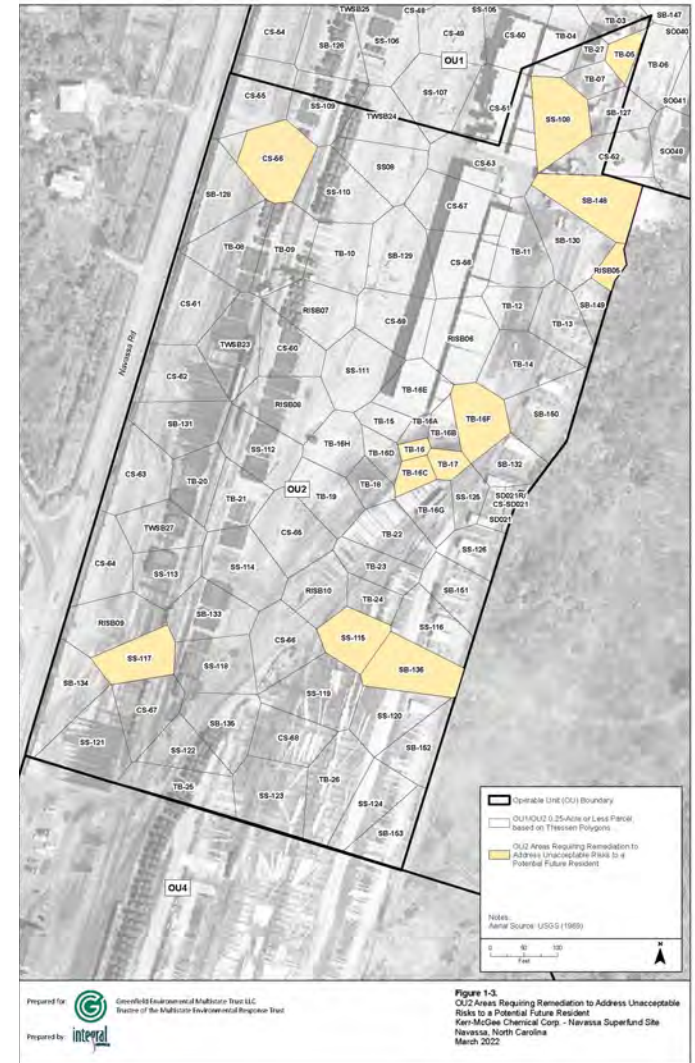 TWSB25
CS-48
SS-105
SB-147
CS-54
SB-126
SS-106
CS-49
CS-50
TB-04
TB-03
SO040
OU1
TB-27
TB-05
TB-06
CS-55
SS-109
SS-107
TB-07
SO041
CS-51
TWSB24
SS-108
SB-127
SO048
CS-56
SS08
CS-53
CS-52
SB-128
SS-110
CS-57
SB-148
TB-08
TB-09
TB-10
SB-129
CS-58
TB-11
SB-130
RISB05
CS-61
RISB07
CS-59
TB-12
SB-149
TB-13
Navassa Rd
TWSB23
CS-60
RISB06
TB-14
CS-62
SS-111
TB-16E
RISB08
SB-131
TB-15
TB-16A
TB-16F
SB-150
TB-16H
TB-16B
CS-63
SS-112
TB-16D
TB-16
TB-20
TB-17
SB-132
TB-16C
TB-18
OU2
TB-21
TB-19
SS-125
SD021R/
CS-SD021
TWSB27
TB-16G
SD021
CS-65
TB-22
CS-64
SS-113
SS-114
TB-23
SS-126
RISB10
SB-151
TB-24
RISB09
SB-133
SS-115
SS-116
CS-66
SS-117
SS-118
SB-136
SB-134
SS-119
CS-67
SS-120
SB-135
CS-68
SS-121
SS-122
SB-152
TB-25
TB-26
SS-123
SS-124
SB-153
OU4
Operable Unit (OU) Boundary
OU1/OU2 0.25-Acre or Less Parcel,
based on Thiessen Polygons
OU2 Areas Requiring Remediation to
Address Unacceptable Risks to a
Potential Future Resident
Notes:
Aerial Source: USGS (1969)
0 50 100
Feet
N
Prepared for:
Greenfield Environmental Multistate Trust LLC
Trustee of the Multistate Environmental Response Trust
Prepared by:
integral
Figure 1-3.
OU2 Areas Requiring Remediation to Address Unacceptable
Risks to a Potential Future Resident
Kerr-McGee Chemical Corp. - Navassa Superfund Site
Navassa, North Carolina
March 2022